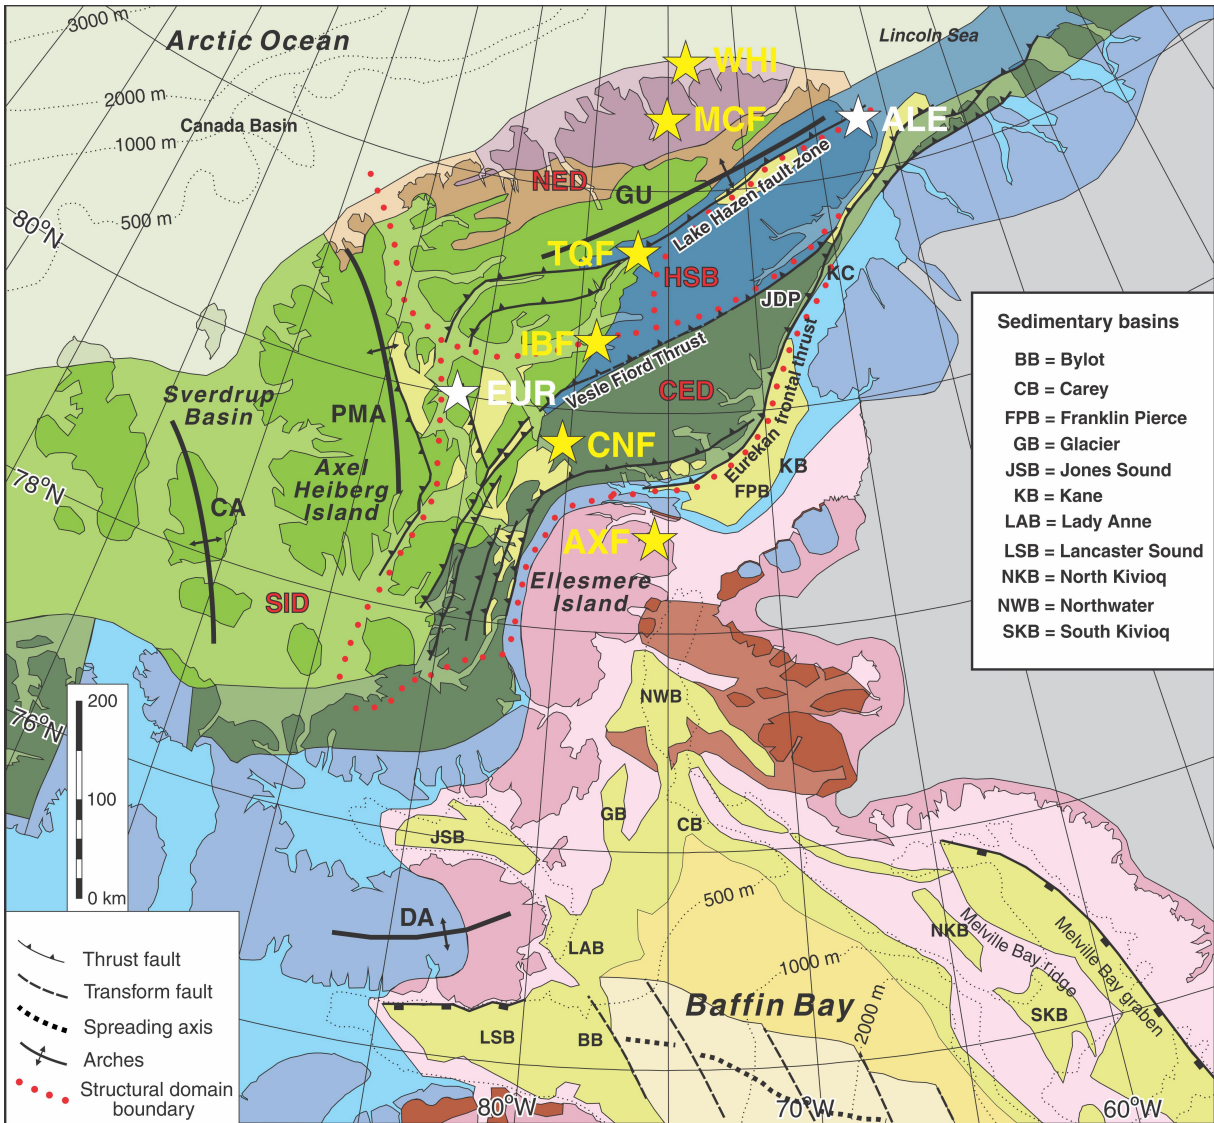 3000 m
Arctic Ocean
Lincoln Sea
WHI
2000 m
Canada Basin
MCF
ALE
1000 m
500 m
80°N
NED
GU
Lake Hazen fault zone
TQF
HSB
KC
JDP
IBF
Vesle Fiord Thrust
Eurekan frontal thrust
EUR
CED
Sverdrup
Basin
PMA
CNF
KB
FPB
Axel
Heiberg
Island
CA
78°N
AXF
Ellesmere
Island
SID
Sedimentary basins
BB = Bylot
CB = Carey
FPB = Franklin Pierce
GB = Glacier
JSB = Jones Sound
KB = Kane
LAB = Lady Anne
LSB = Lancaster Sound
NKB = North Kivioq
NWB = Northwater
SKB = South Kivioq
76°N
NWB
200
100
0 km
GB
CB
JSB
500 m
DA
LAB
NKB
Melville Bay ridge
Melville Bay graben
1000 m
2000 m
Baffin Bay
SKB
LSB
BB
Thrust fault
Transform fault
Spreading axis
Arches
Structural domain
boundary
80°W
70°W
60°W